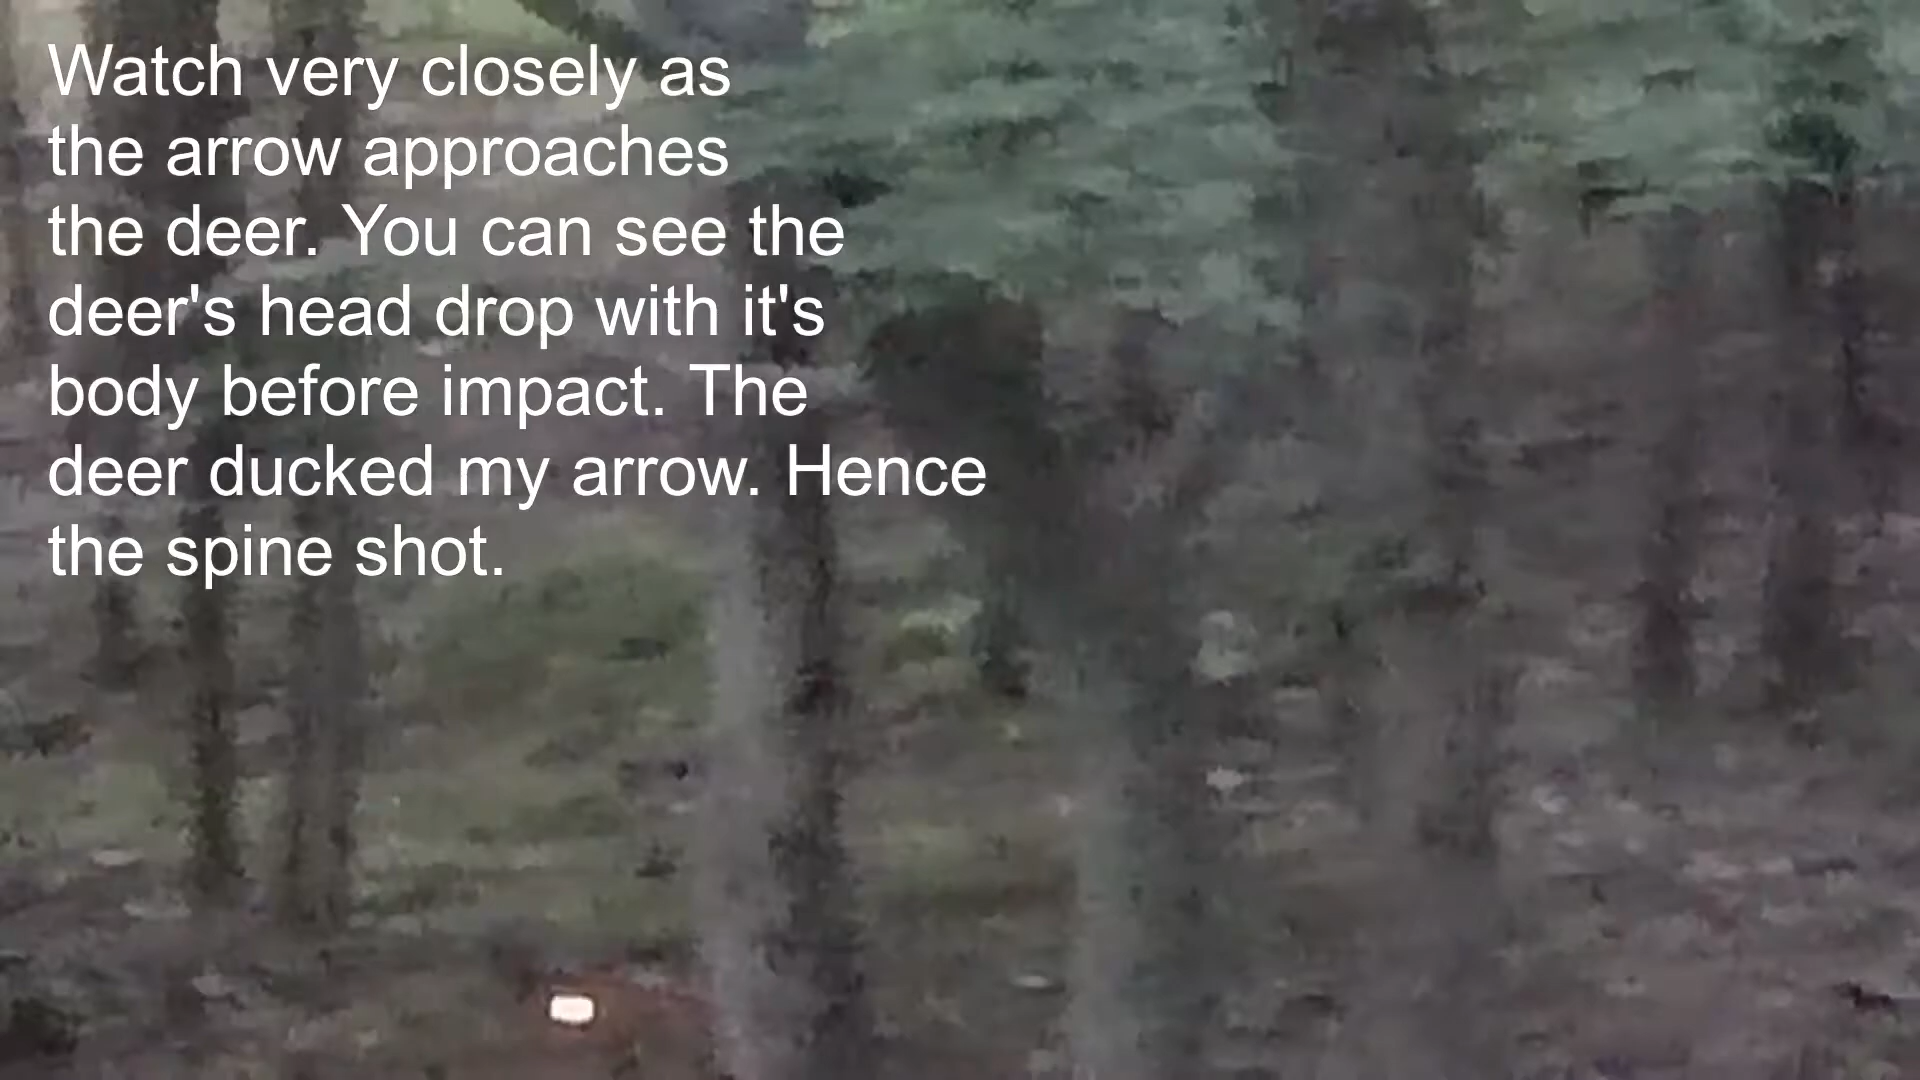 Watch very closely as
the arrow approaches
the deer. You can see the
deer's head drop with it's
body before impact. The
deer ducked my arrow. Hence
the spine shot.